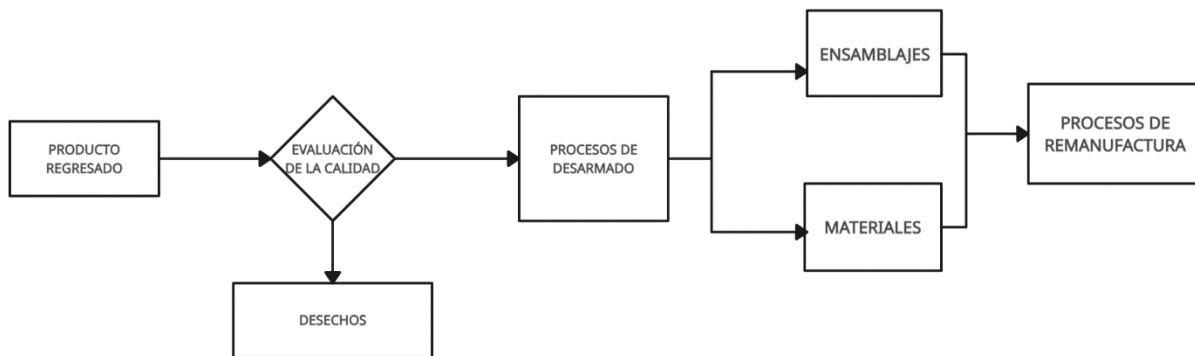 PRODUCTO
REGRESADO
EVALUACIÓN
DE LA CALIDAD
DESECHOS
PROCESOS DE
DESARMADO
ENSAMBLAJES
MATERIALES
PROCESOS DE
REMANUFACTURA